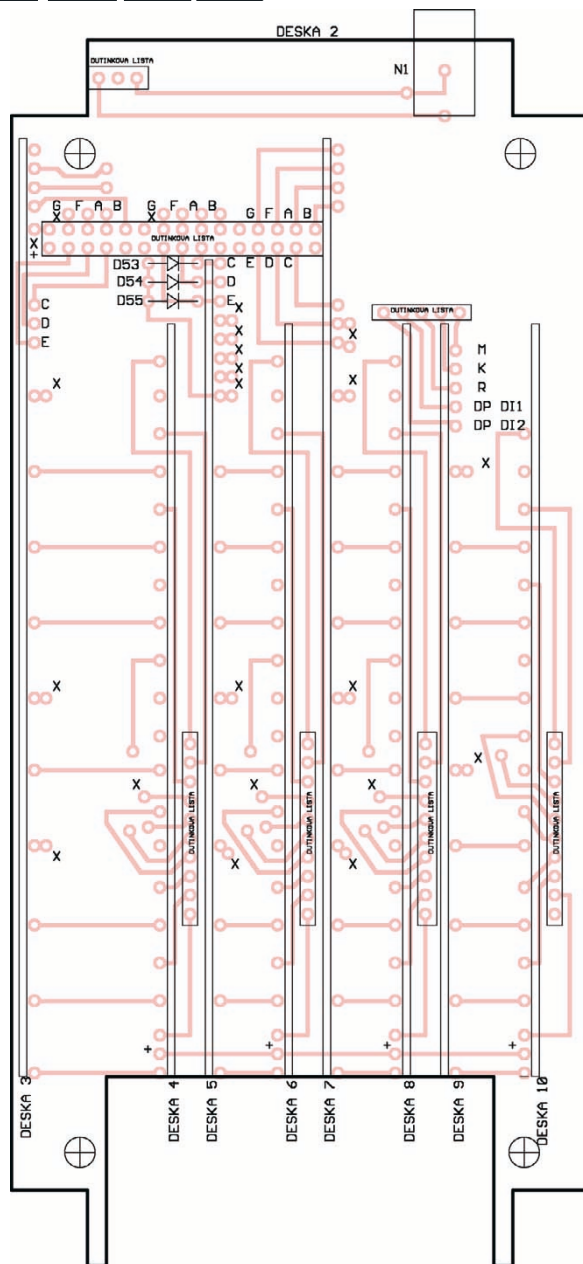 DESKA 2
DUTINKOVA LISTA
N1
G F A B
G F A B
G F A B
X
X
DUTINKOVA LISTA
X
+
D53
C
E D C
D54
D
D55
E
C
D
E
X
X
X
X
X
X
X
X
DUTINKOVA LISTA
M
K
R
DP DI1
DP DI2
X
X
X
X
X
X
X
X
X
X
X
DUTINKOVA LISTA
DUTINKOVA LISTA
DUTINKOVA LISTA
DUTINKOVA LISTA
+
+
+
+
DESKA 3
DESKA 4
DESKA 5
DESKA 6
DESKA 7
DESKA 8
DESKA 9
DESKA 10